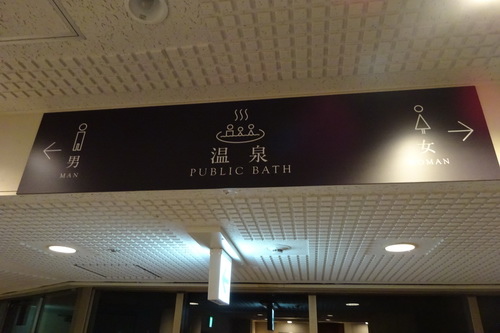 男
MAN
温泉
PUBLIC BATH
女
WOMAN